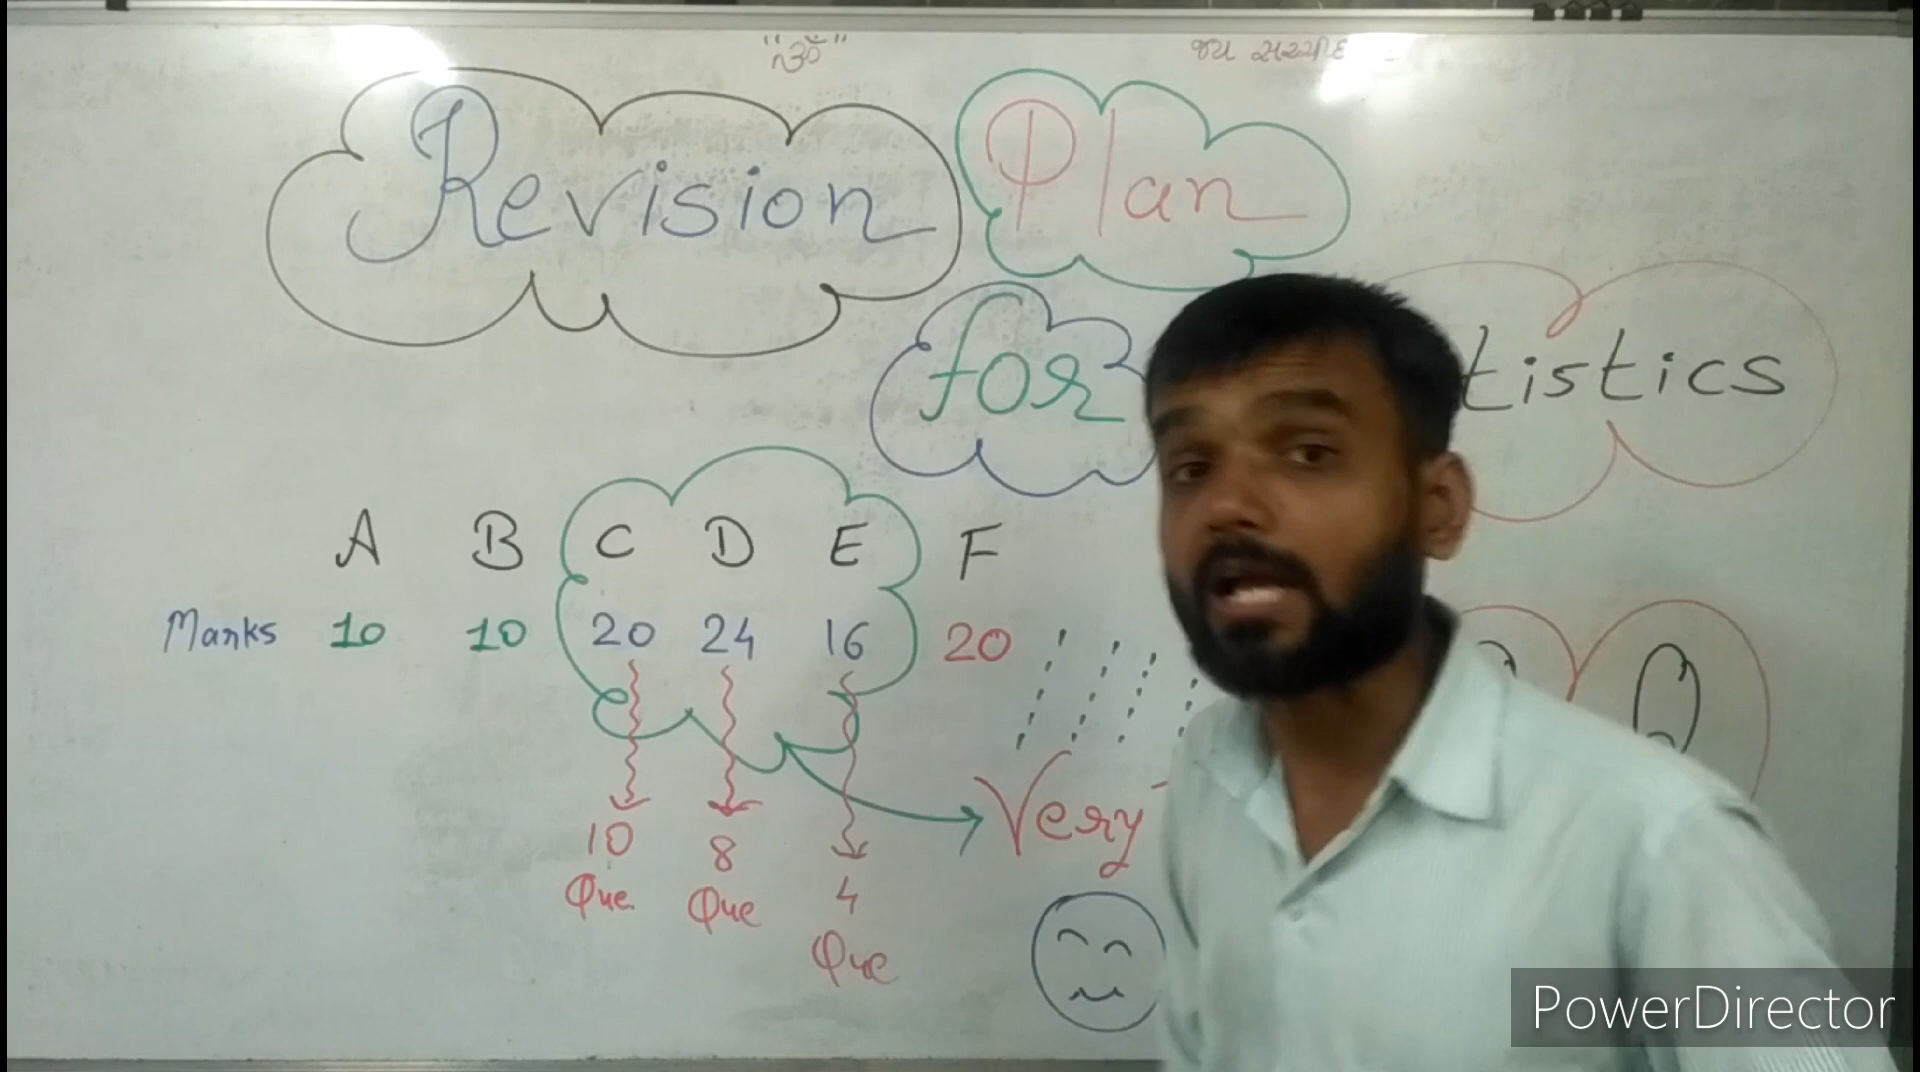 "ૐ" જય
Revision Plan
for tistics
A B C D E F
Marks 10 10 20 24 16 20
Very
10 8 4
Que. Que Que
PowerDirector